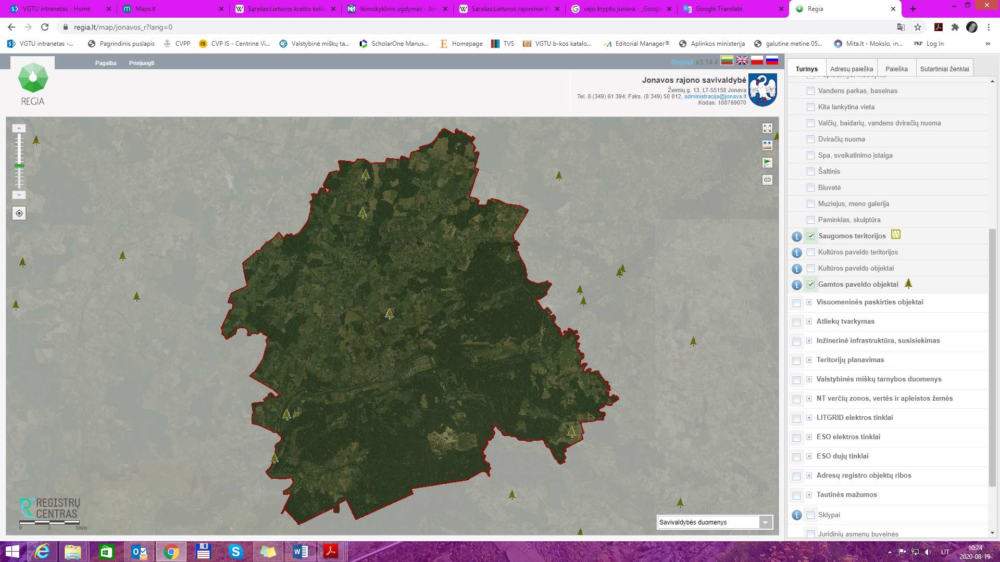 VGTU intranetas - Home
Maps.lt
Sąrašas:Lietuvos krašto kelia
Ikimokyklinis ugdymas - Jon
Sąrašas:Lietuvos rajoniniai k
vėjo kryptis jonava - „Google
Google Translate
Regia
regia.lt/map/jonavos_r?lang=0
VGTU intranetas -...
Pagrindinis puslapis
CVPP
CVP IS - Centrinė Vi...
Valstybinė miškų ta...
ScholarOne Manus...
Homepage
TVS
VGTU b-kos katalo...
Editorial Manager®
Aplinkos ministerija
galutine metine 05...
Mita.lt - Mokslo, in...
PKP Log In
»
Pagalba Prisijungti
Regia2 v3.14.4
REGIA
Jonavos rajono savivaldybė
Žeimių g. 13, LT-55158 Jonava
Tel. 8 (349) 61 394; Faks. (8 349) 50 012, administracija@jonava.lt
Kodas: 188769070
Turinys
Adresų paieška
Paieška
Sutartiniai ženklai
Vandens parkas, baseinas
Kita lankytina vieta
Valčių, baidarių, vandens dviračių nuoma
Dviračių nuoma
Spa, sveikatinimo įstaiga
Šaltinis
Biuvetė
Muziejus, meno galerija
Paminklas, skulptūra
Saugomos teritorijos
Kultūros paveldo teritorijos
Kultūros paveldo objektai
Gamtos paveldo objektai
Visuomeninės paskirties objektai
Atliekų tvarkymas
Inžinerinė infrastruktūra, susisiekimas
Teritorijų planavimas
Valstybinės miškų tarnybos duomenys
NT verčių zonos, vertės ir apleistos žemės
LITGRID elektros tinklai
ESO elektros tinklai
ESO dujų tinklai
Adresų registro objektų ribos
Tautinės mažumos
Sklypai
Juridinių asmenų buveinės
REGISTRŲ
CENTRAS
0 3 6km
Savivaldybės duomenys
LIT
10:24
2020-08-19